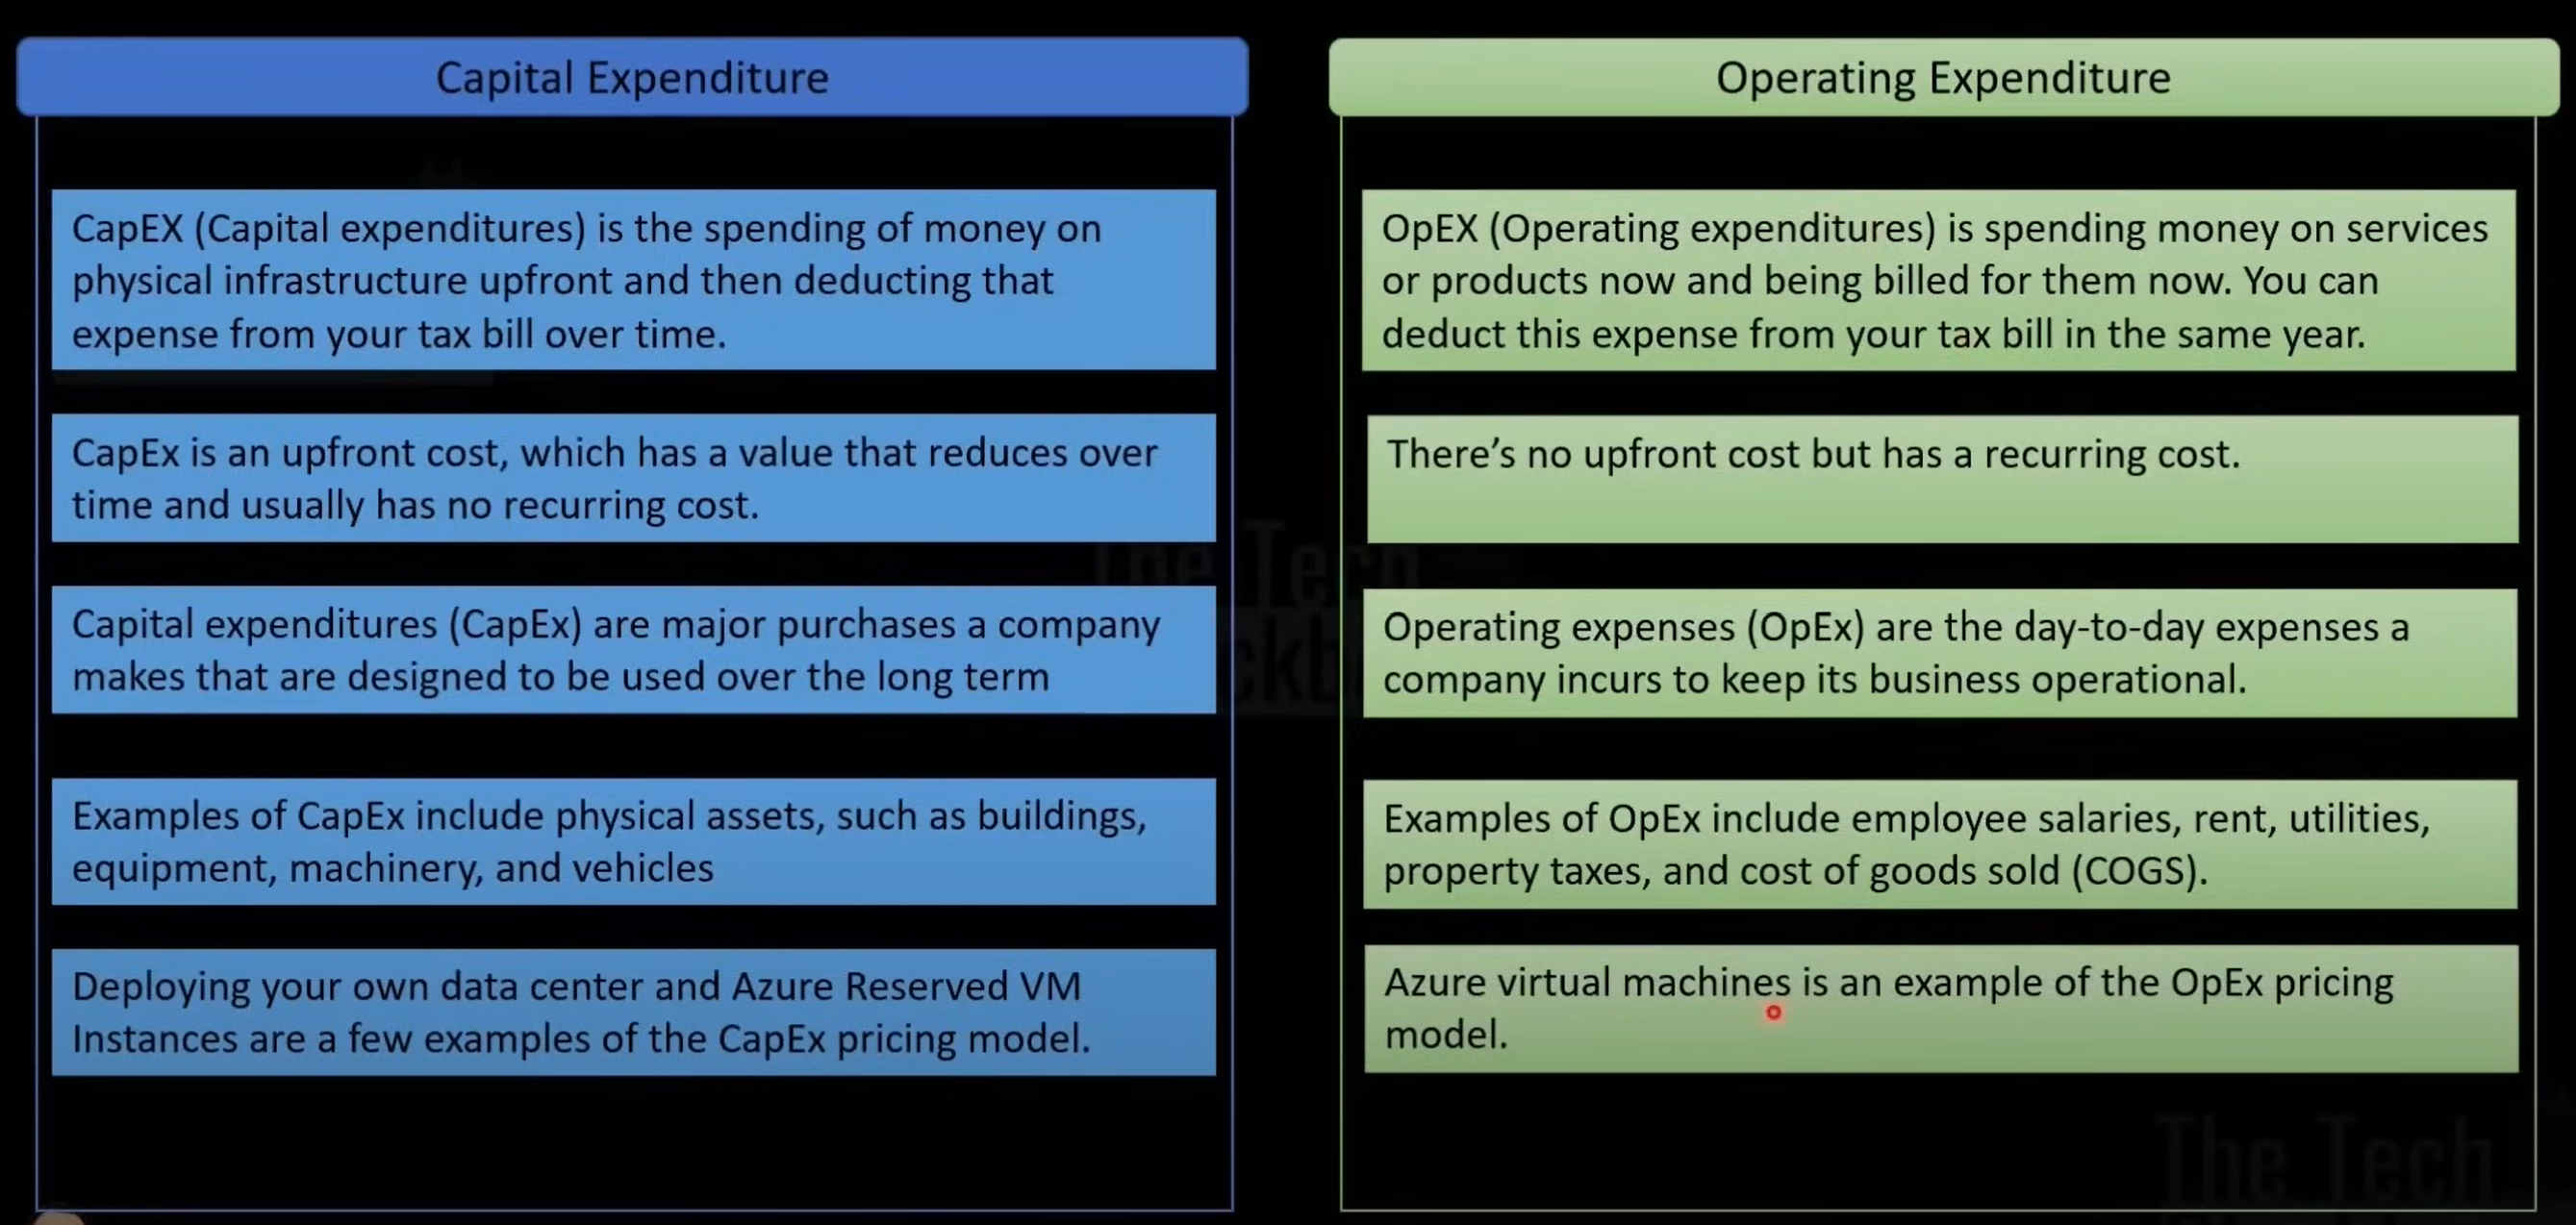 Capital Expenditure
CapEX (Capital expenditures) is the spending of money on
physical infrastructure upfront and then deducting that
expense from your tax bill over time.
CapEx is an upfront cost, which has a value that reduces over
time and usually has no recurring cost.
Capital expenditures (CapEx) are major purchases a company
makes that are designed to be used over the long term
Examples of CapEx include physical assets, such as buildings,
equipment, machinery, and vehicles
Deploying your own data center and Azure Reserved VM
Instances are a few examples of the CapEx pricing model.
Operating Expenditure
OpEX (Operating expenditures) is spending money on services
or products now and being billed for them now. You can
deduct this expense from your tax bill in the same year.
There’s no upfront cost but has a recurring cost.
Operating expenses (OpEx) are the day-to-day expenses a
company incurs to keep its business operational.
Examples of OpEx include employee salaries, rent, utilities,
property taxes, and cost of goods sold (COGS).
Azure virtual machines is an example of the OpEx pricing
model.
The Tech
The Tech